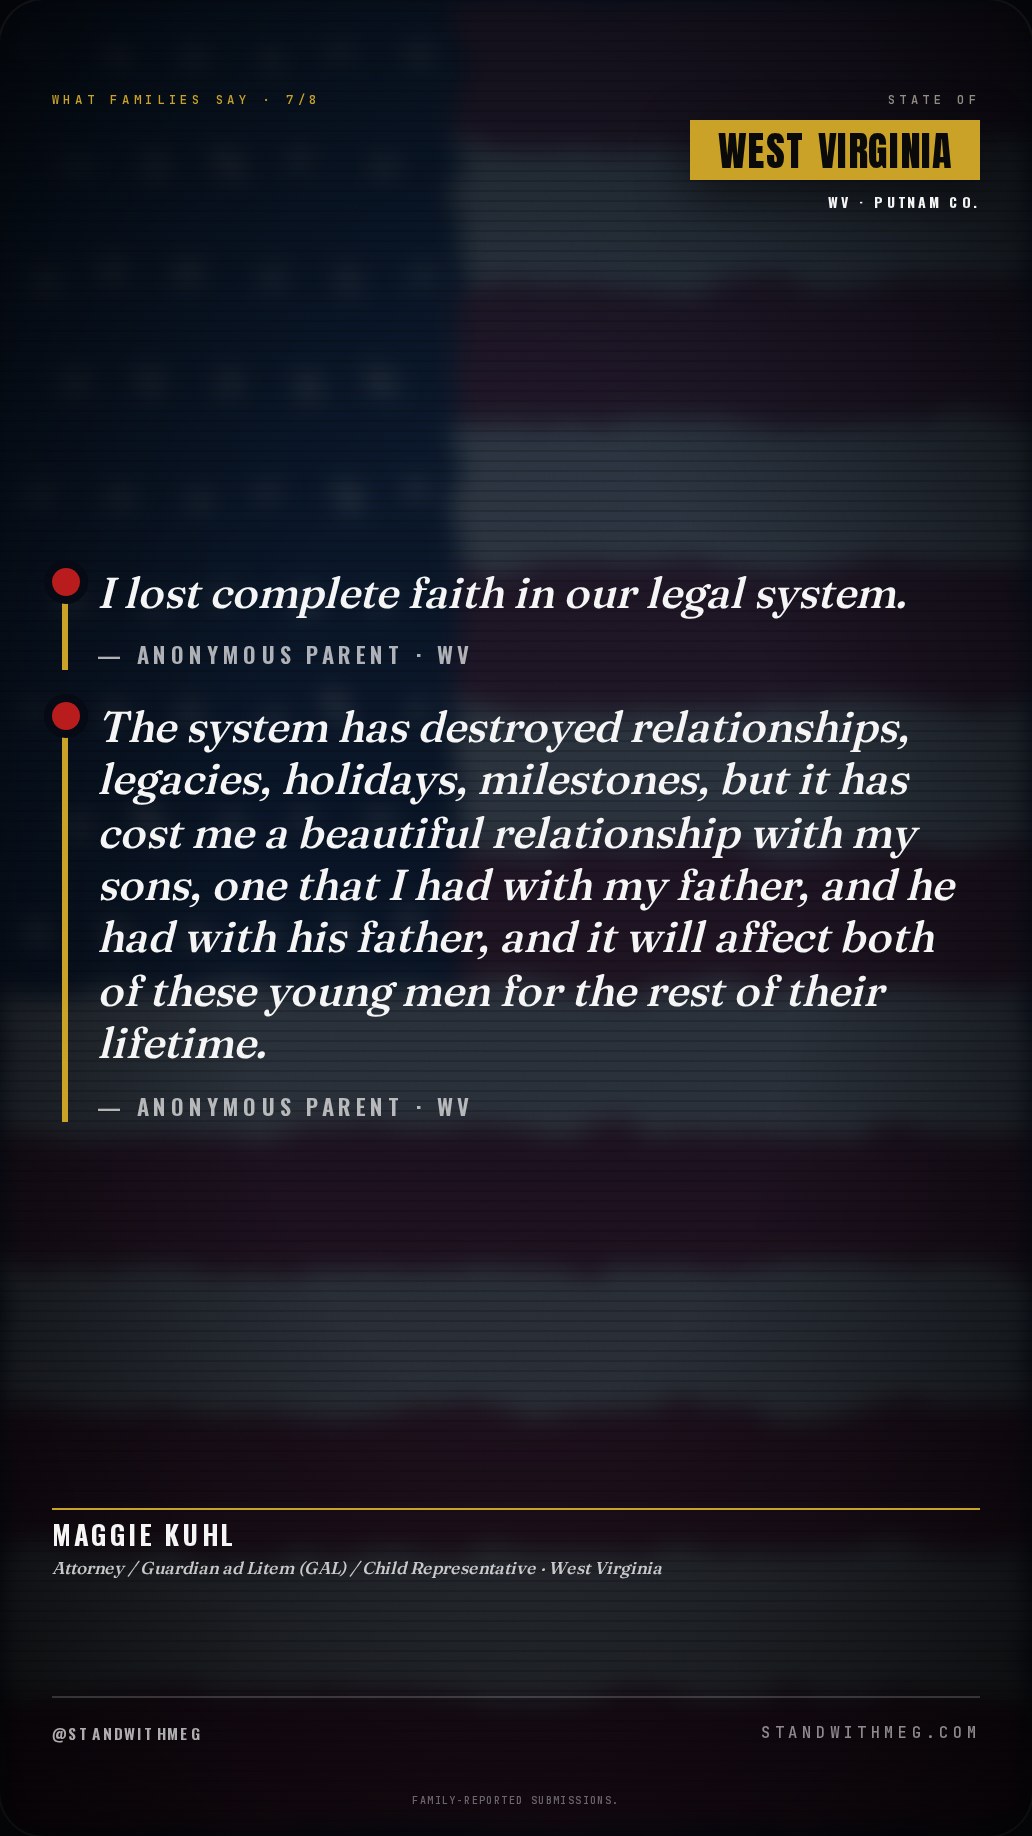 WHAT FAMILIES SAY · 7/8
STATE OF
WEST VIRGINIA
WV · PUTNAM CO.
I lost complete faith in our legal system.
— ANONYMOUS PARENT · WV
The system has destroyed relationships,
legacies, holidays, milestones, but it has
cost me a beautiful relationship with my
sons, one that I had with my father, and he
had with his father, and it will affect both
of these young men for the rest of their
lifetime.
— ANONYMOUS PARENT · WV
MAGGIE KUHL
Attorney / Guardian ad Litem (GAL) / Child Representative · West Virginia
@STANDWITHMEG
STANDWITHMEG.COM
FAMILY-REPORTED SUBMISSIONS.